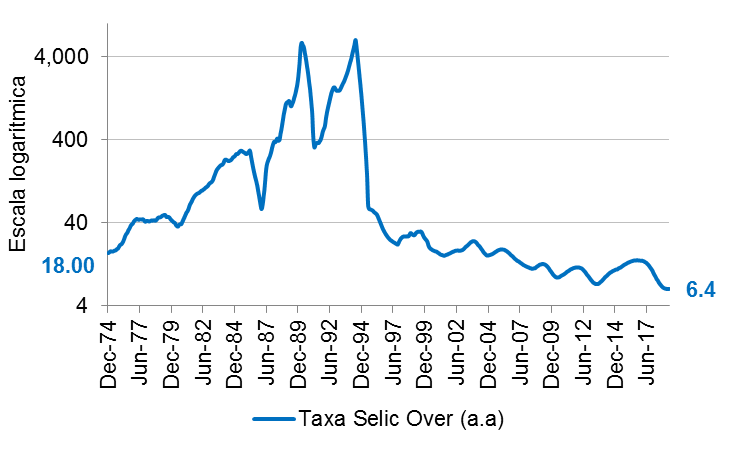 Escala logarítmica
4,000
400
40
4
18.00
6.4
Dec-74
Jun-77
Dec-79
Jun-82
Dec-84
Jun-87
Dec-89
Jun-92
Dec-94
Jun-97
Dec-99
Jun-02
Dec-04
Jun-07
Dec-09
Jun-12
Dec-14
Jun-17
Taxa Selic Over (a.a)